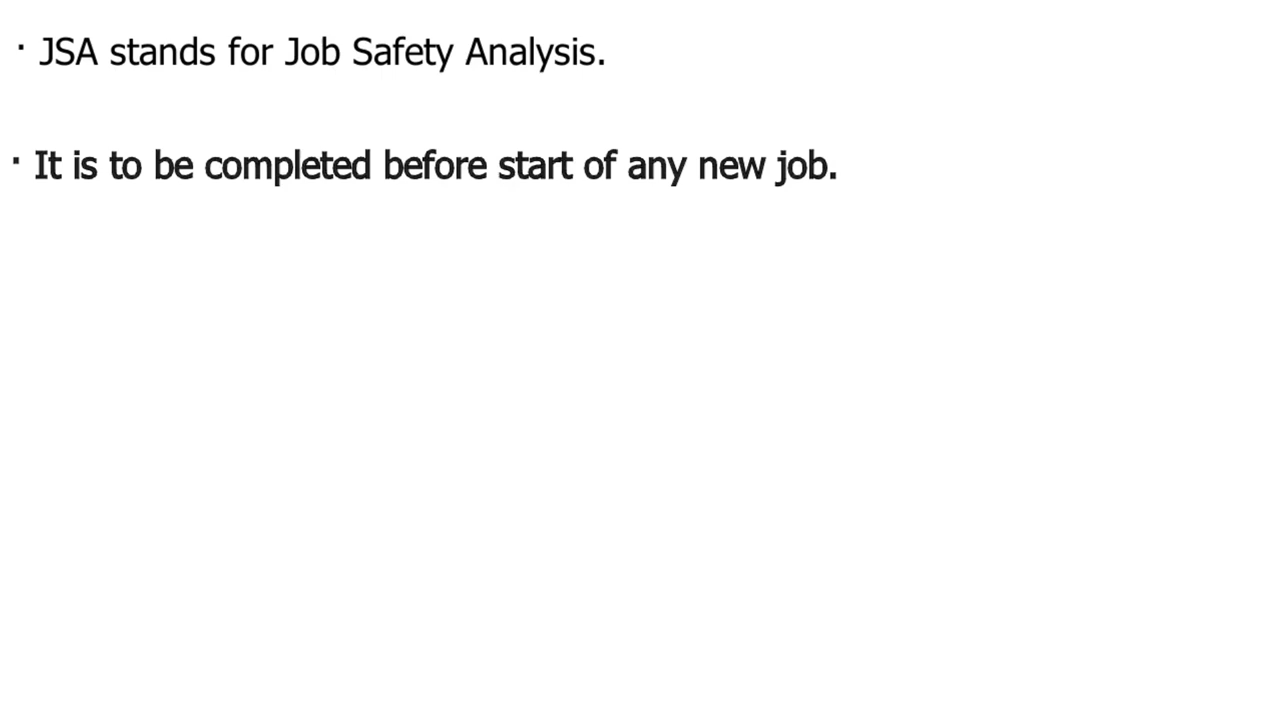 · JSA stands for Job Safety Analysis.
· It is to be completed before start of any new job.